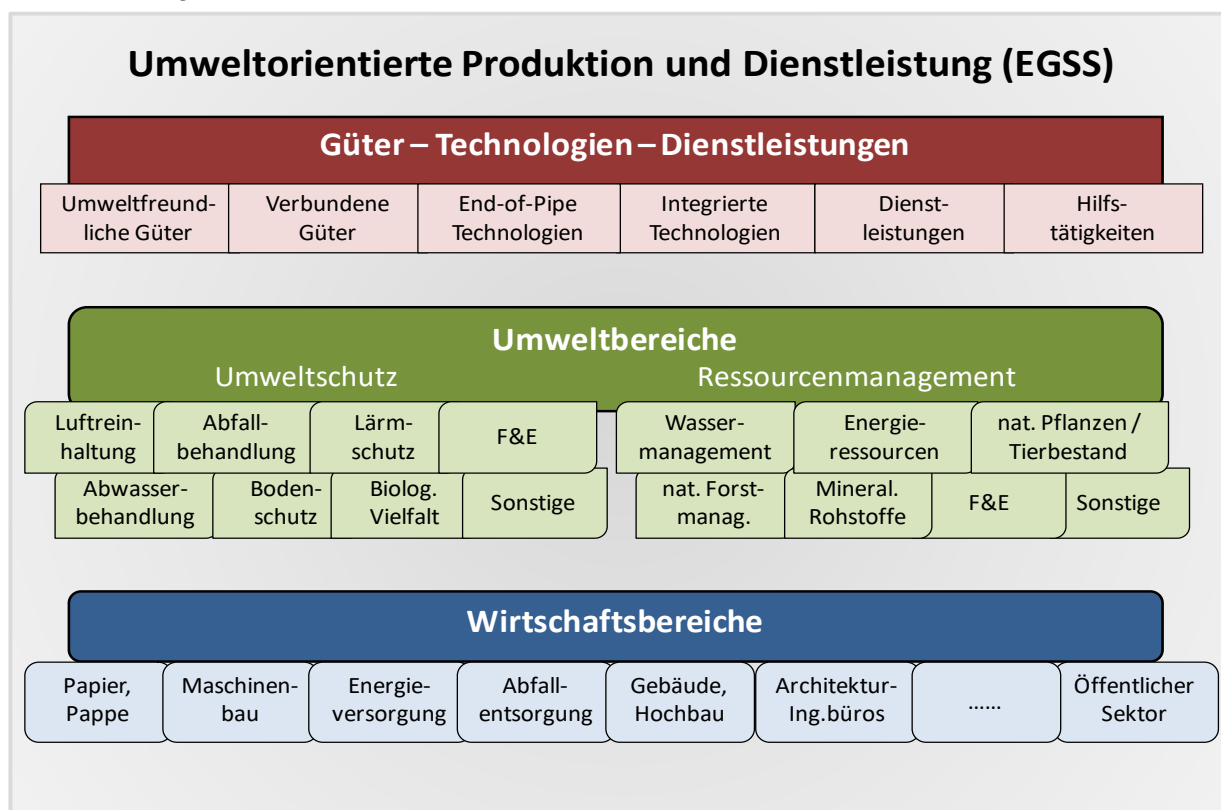 Umweltorientierte Produktion und Dienstleistung (EGSS)
Güter – Technologien – Dienstleistungen
Umweltfreund-
liche Güter
Verbundene
Güter
End-of-Pipe
Technologien
Integrierte
Technologien
Dienst-
leistungen
Hilfs-
tätigkeiten
Umweltbereiche
Umweltschutz
Ressourcenmanagement
Luftrein-
haltung
Abfall-
behandlung
Lärm-
schutz
F&E
Wasser-
management
Energie-
ressourcen
nat. Pflanzen /
Tierbestand
Abwasser-
behandlung
Boden-
schutz
Biolog.
Vielfalt
Sonstige
nat. Forst-
manag.
Mineral.
Rohstoffe
F&E
Sonstige
Wirtschaftsbereiche
Papier,
Pappe
Maschinen-
bau
Energie-
versorgung
Abfall-
entsorgung
Gebäude,
Hochbau
Architektur-
Ing.büros
......
Öffentlicher
Sektor